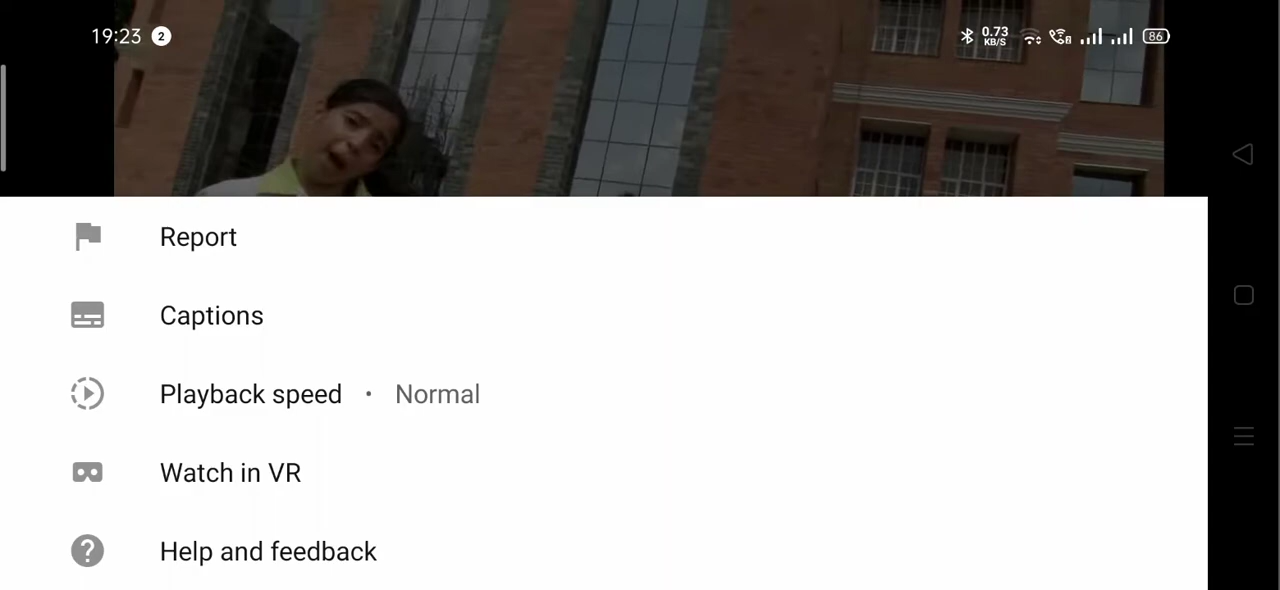 19:23 2 0.73 KB/S 86
Report
Captions
Playback speed • Normal
Watch in VR
Help and feedback